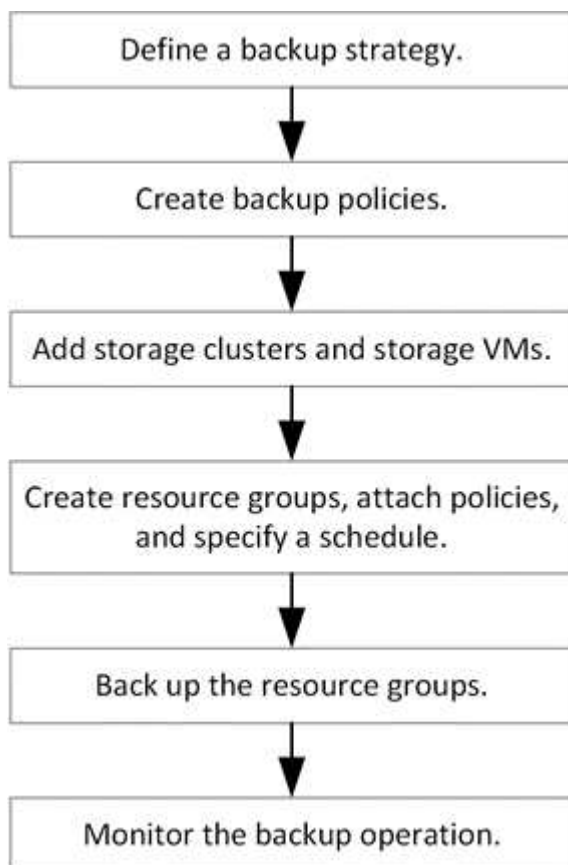 Define a backup strategy.
Create backup policies.
Add storage clusters and storage VMs.
Create resource groups, attach policies,
and specify a schedule.
Back up the resource groups.
Monitor the backup operation.